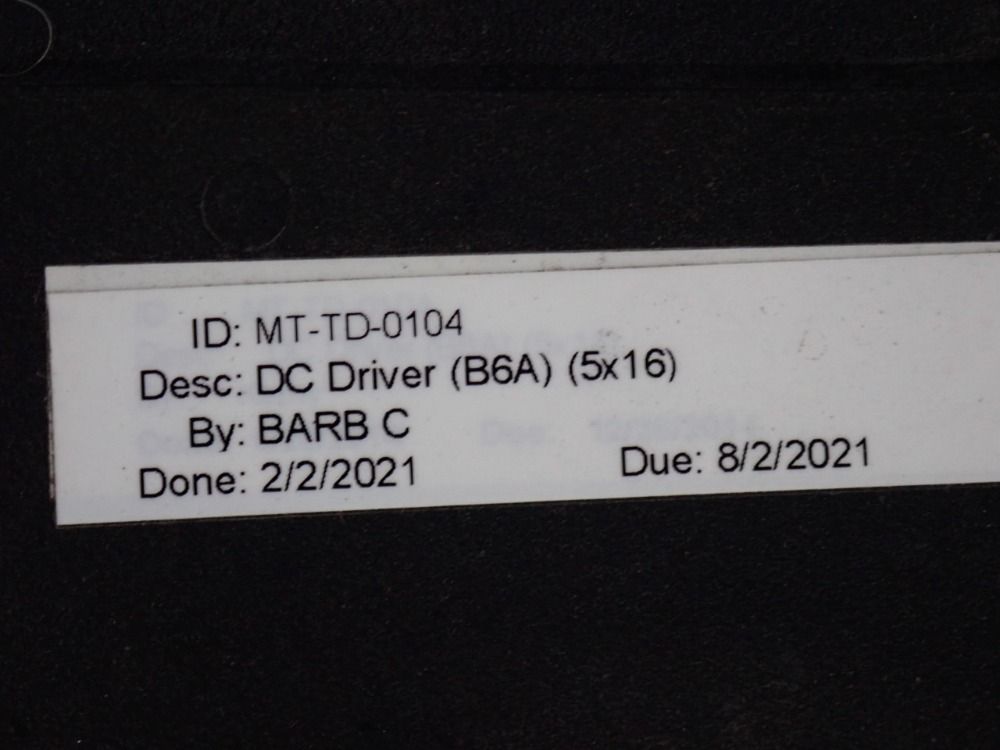 ID: MT-TD-0104
Desc: DC Driver (B6A) (5x16)
By: BARB C
Done: 2/2/2021 Due: 8/2/2021